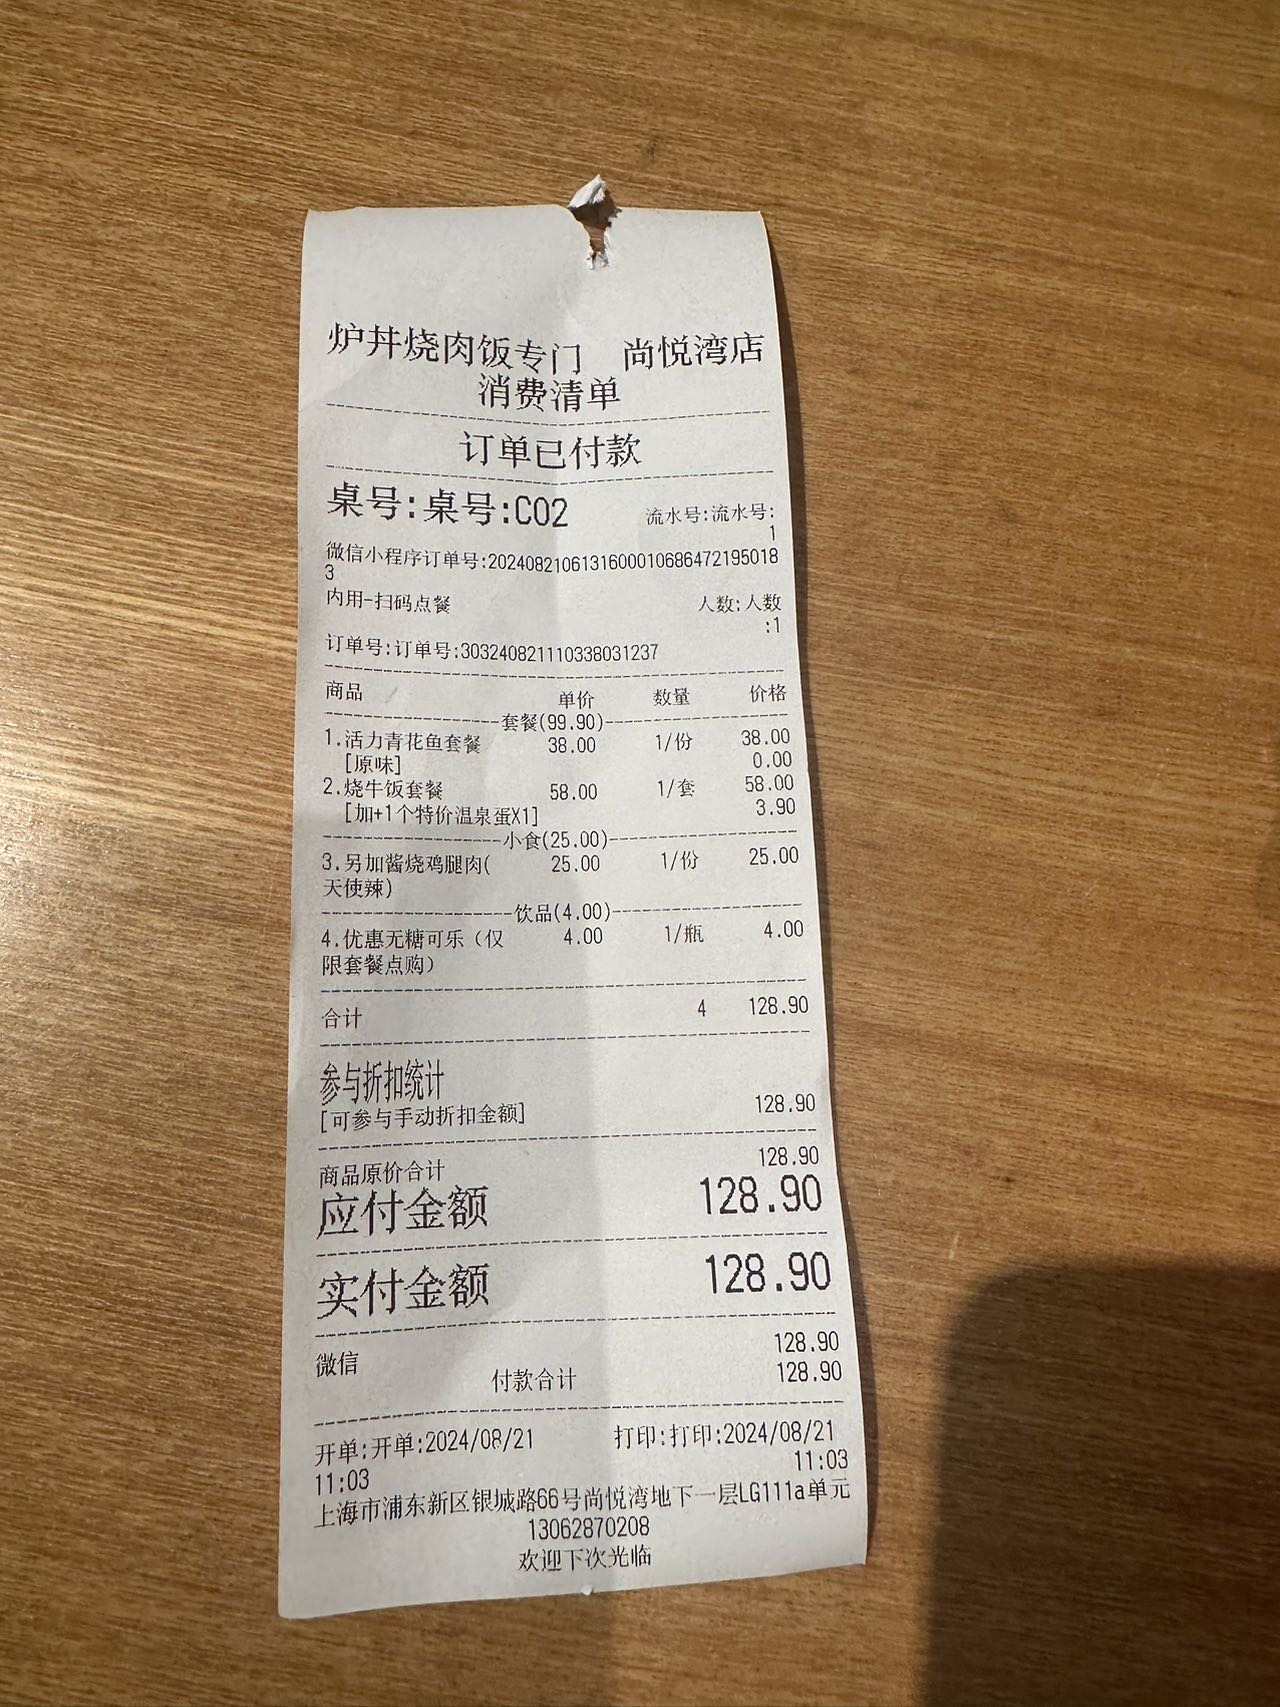 炉丼烧肉饭专门 尚悦湾店
消费清单
订单已付款
桌号:桌号:C02 流水号:流水号:
1
微信小程序订单号:2024082106131600010686472195018
3
内用-扫码点餐 人数:人数
:1
订单号:订单号:303240821110338031237
商品 单价 数量 价格
套餐(99.90)
1.活力青花鱼套餐 38.00 1/份 38.00
[原味] 0.00
2.烧牛饭套餐 58.00 1/套 58.00
[加+1个特价温泉蛋X1] 3.90
小食(25.00)
3.另加酱烧鸡腿肉( 25.00 1/份 25.00
天使辣)
饮品(4.00)
4.优惠无糖可乐（仅 4.00 1/瓶 4.00
限套餐点购）
合计 4 128.90
参与折扣统计
[可参与手动折扣金额] 128.90
商品原价合计 128.90
应付金额 128.90
实付金额 128.90
微信 128.90
付款合计 128.90
开单:开单:2024/08/21 打印:打印:2024/08/21
11:03 11:03
上海市浦东新区银城路66号尚悦湾地下一层LG111a单元
13062870208
欢迎下次光临